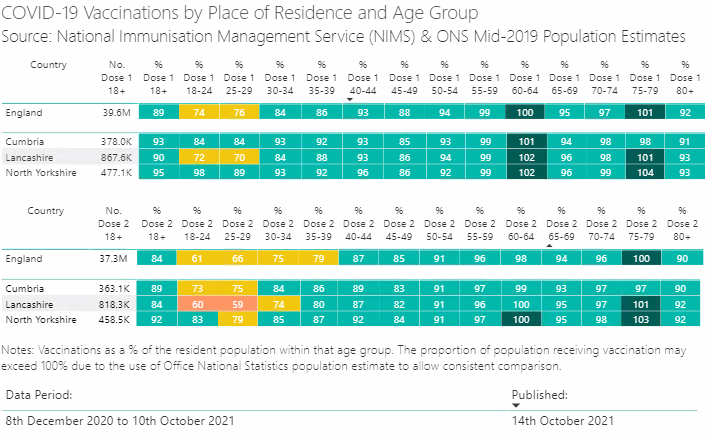 COVID-19 Vaccinations by Place of Residence and Age Group
Source: National Immunisation Management Service (NIMS) & ONS Mid-2019 Population Estimates
Country No. % % % % % % % % % % % % % %
Dose 1 Dose 1 Dose 1 Dose 1 Dose 1 Dose 1 Dose 1 Dose 1 Dose 1 Dose 1 Dose 1 Dose 1 Dose 1 Dose 1 Dose 1
18+ 18+ 18-24 25-29 30-34 35-39 40-44 45-49 50-54 55-59 60-64 65-69 70-74 75-79 80+
England 39.6M 89 74 76 84 86 93 88 94 99 100 95 97 101 92
Cumbria 378.0K 93 84 84 93 92 93 85 93 99 101 94 98 98 91
Lancashire 867.6K 90 72 70 84 88 93 86 94 99 102 96 98 101 93
North Yorkshire 477.1K 95 98 89 93 92 96 86 92 99 102 96 99 104 93
Country No. % % % % % % % % % % % % % %
Dose 2 Dose 2 Dose 2 Dose 2 Dose 2 Dose 2 Dose 2 Dose 2 Dose 2 Dose 2 Dose 2 Dose 2 Dose 2 Dose 2 Dose 2
18+ 18+ 18-24 25-29 30-34 35-39 40-44 45-49 50-54 55-59 60-64 65-69 70-74 75-79 80+
England 37.3M 84 61 66 75 79 87 85 91 96 98 94 96 100 90
Cumbria 363.1K 89 73 75 84 86 89 83 91 97 99 93 97 97 90
Lancashire 818.3K 84 60 59 74 80 87 82 91 96 100 95 97 101 92
North Yorkshire 458.5K 92 83 79 85 87 92 84 91 97 100 95 98 103 92
Notes: Vaccinations as a % of the resident population within that age group. The proportion of population receiving vaccination may
exceed 100% due to the use of Office National Statistics population estimate to allow consistent comparison.
Data Period: Published:
8th December 2020 to 10th October 2021 14th October 2021